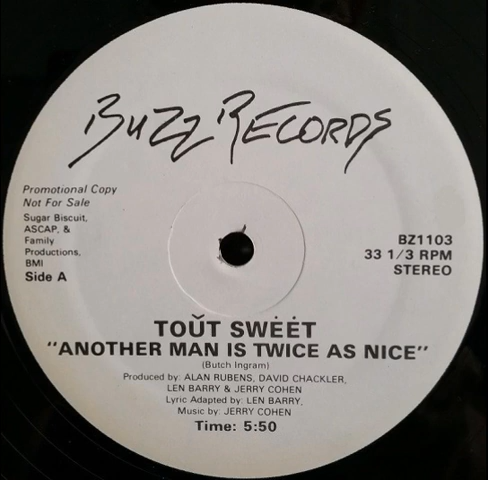 Buzz Records
Promotional Copy
Not For Sale
Sugar Biscuit,
ASCAP, &
Family
Productions,
BMI
Side A
BZ1103
33 1/3 RPM
STEREO
TOǓT SWĖĖT
"ANOTHER MAN IS TWICE AS NICE"
(Butch Ingram)
Produced by: ALAN RUBENS, DAVID CHACKLER,
LEN BARRY & JERRY COHEN
Lyric Adapted by: LEN BARRY,
Music by: JERRY COHEN
Time: 5:50